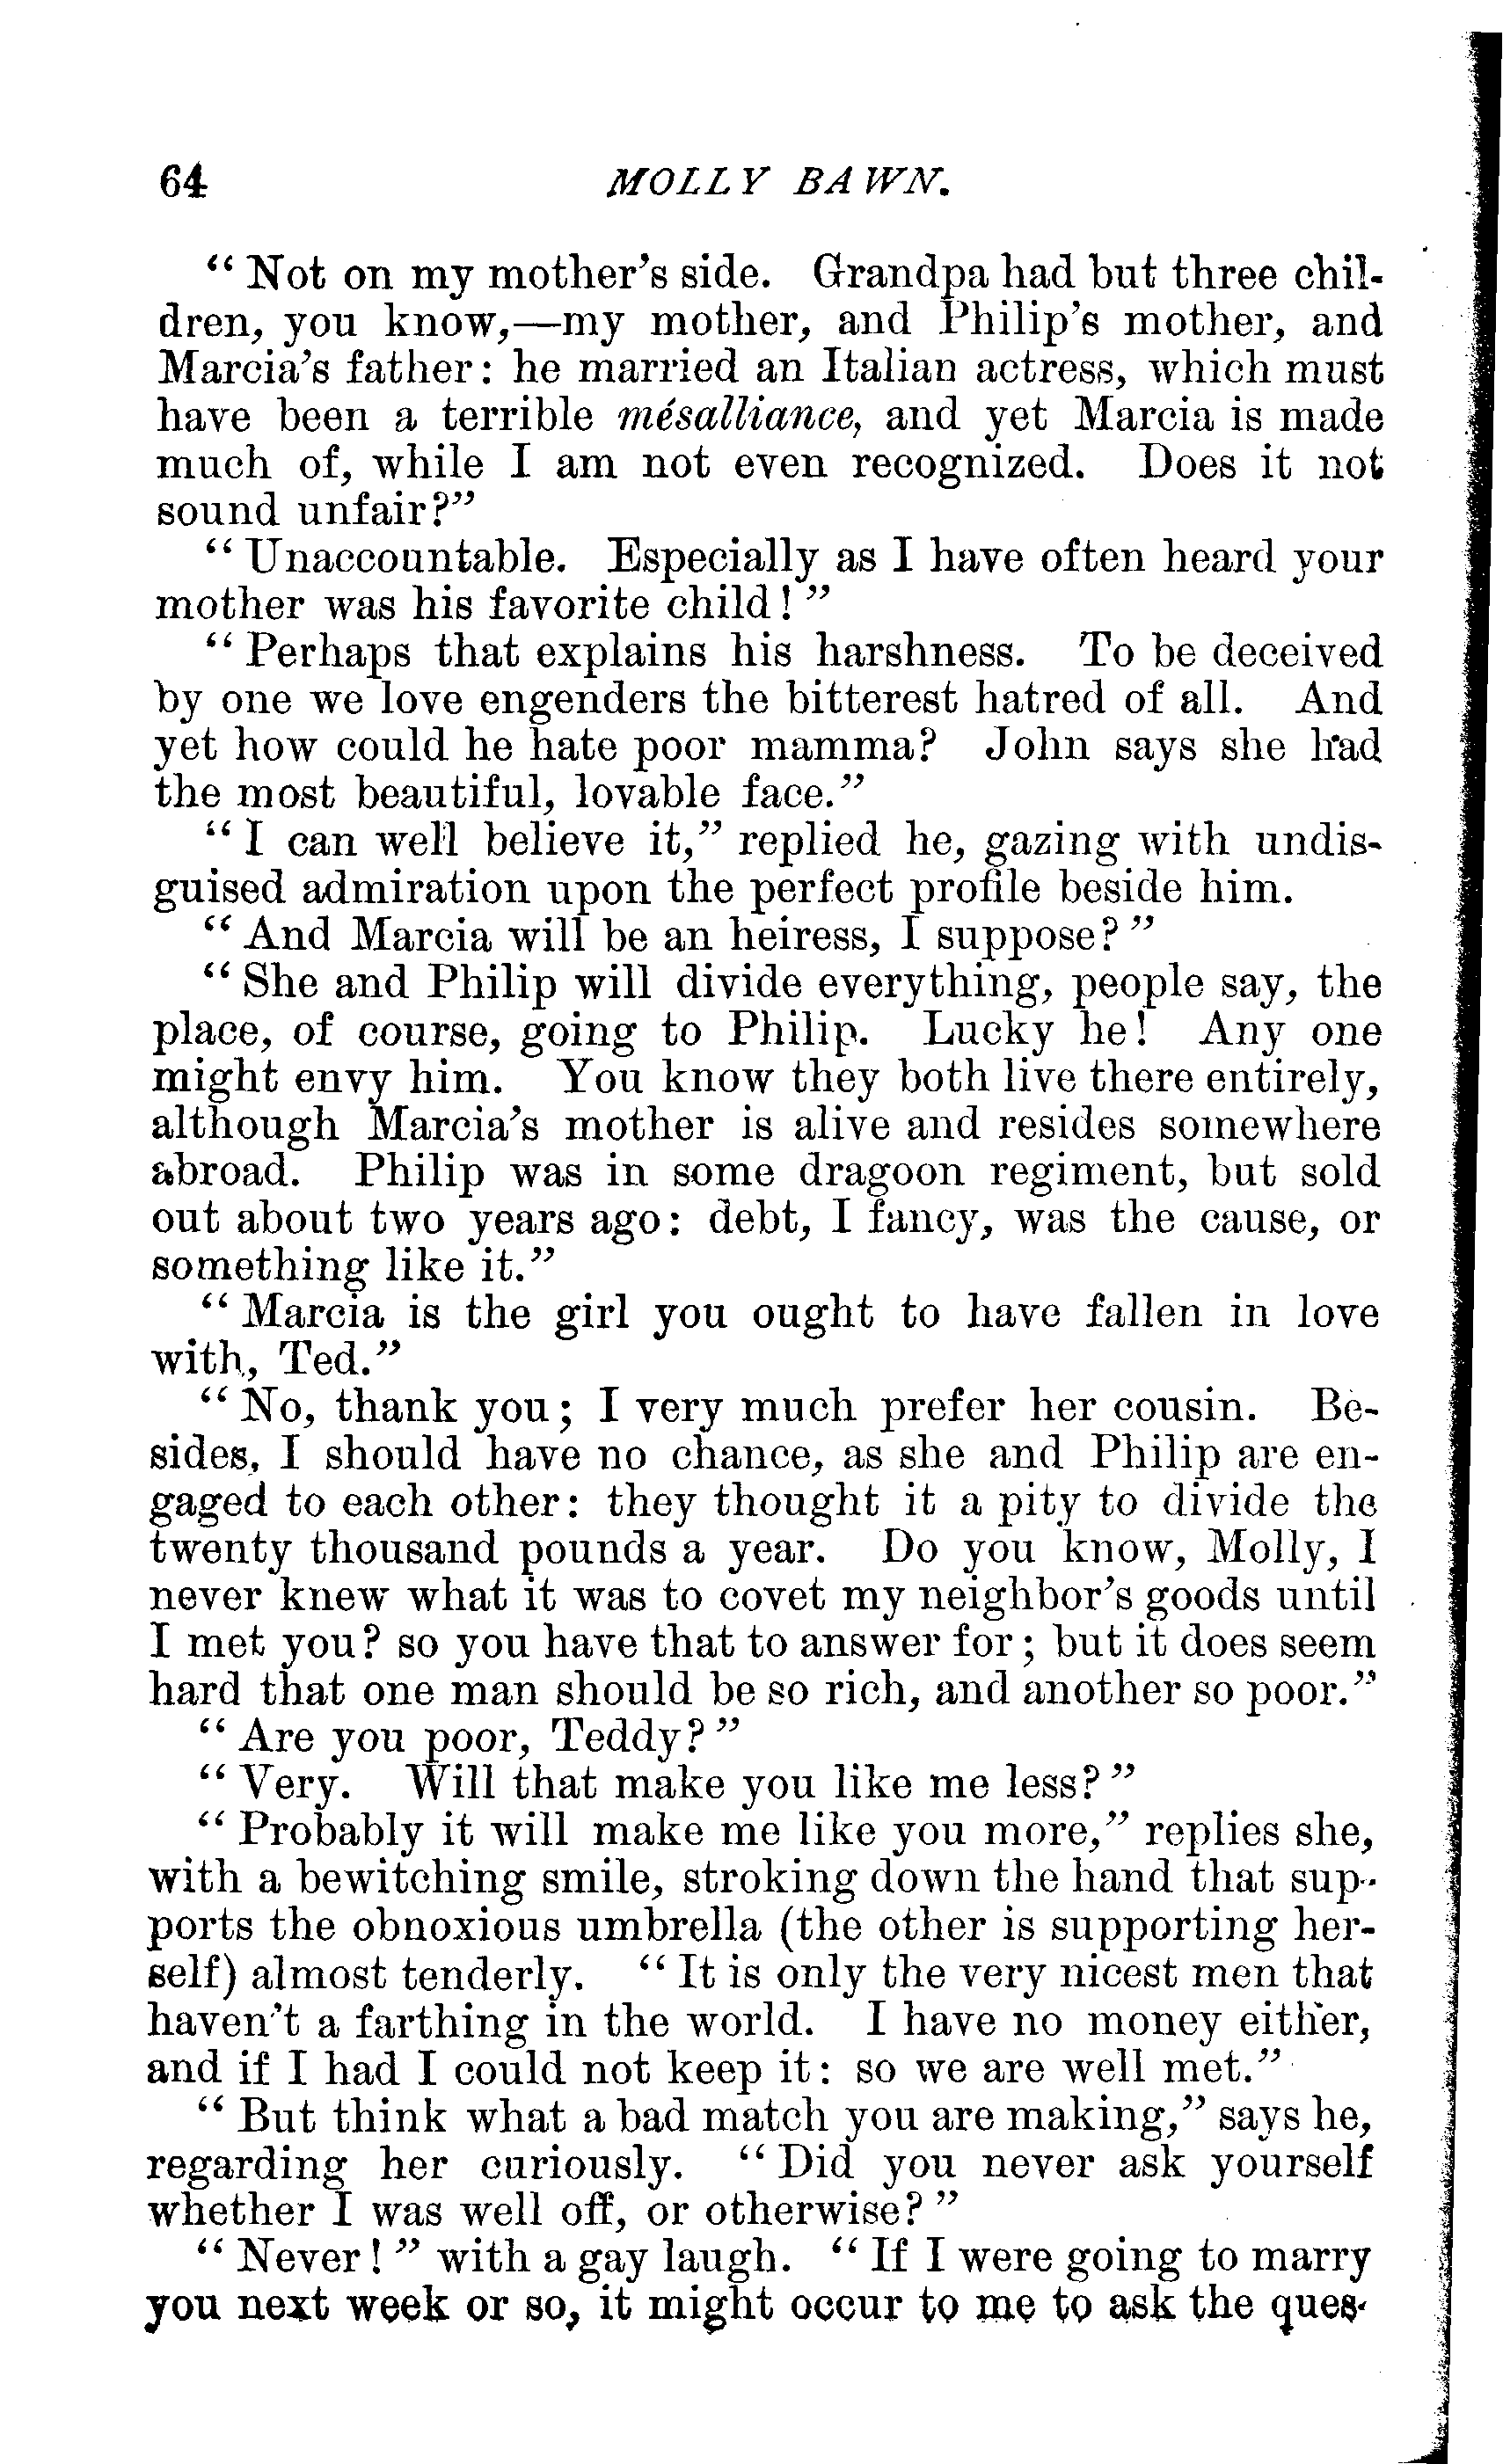 64 MOLLY BAWN.
“Not on my mother’s side. Grandpa had but three chil-
dren, you know,—my mother, and Philip’s mother, and
Marcia’s father: he married an Italian actress, which must
have been a terrible mésalliance, and yet Marcia is made
much of, while I am not even recognized. Does it not
sound unfair?”
“Unaccountable. Especially as I have often heard your
mother was his favorite child!”
“Perhaps that explains his harshness. To be deceived
by one we love engenders the bitterest hatred of all. And
yet how could he hate poor mamma? John says she had
the most beautiful, lovable face.”
“I can well believe it,” replied he, gazing with undis-
guised admiration upon the perfect profile beside him.
“And Marcia will be an heiress, I suppose?”
“She and Philip will divide everything, people say, the
place, of course, going to Philip. Lucky he! Any one
might envy him. You know they both live there entirely,
although Marcia’s mother is alive and resides somewhere
abroad. Philip was in some dragoon regiment, but sold
out about two years ago: debt, I fancy, was the cause, or
something like it.”
“Marcia is the girl you ought to have fallen in love
with, Ted.”
“No, thank you; I very much prefer her cousin. Be-
sides, I should have no chance, as she and Philip are en-
gaged to each other: they thought it a pity to divide the
twenty thousand pounds a year. Do you know, Molly, I
never knew what it was to covet my neighbor’s goods until
I met you? so you have that to answer for; but it does seem
hard that one man should be so rich, and another so poor.”
“Are you poor, Teddy?”
“Very. Will that make you like me less?”
“Probably it will make me like you more,” replies she,
with a bewitching smile, stroking down the hand that sup-
ports the obnoxious umbrella (the other is supporting her-
self) almost tenderly. “It is only the very nicest men that
haven’t a farthing in the world. I have no money either,
and if I had I could not keep it: so we are well met.”
“But think what a bad match you are making,” says he,
regarding her curiously. “Did you never ask yourself
whether I was well off, or otherwise?”
“Never!” with a gay laugh. “If I were going to marry
you next week or so, it might occur to me to ask the ques-